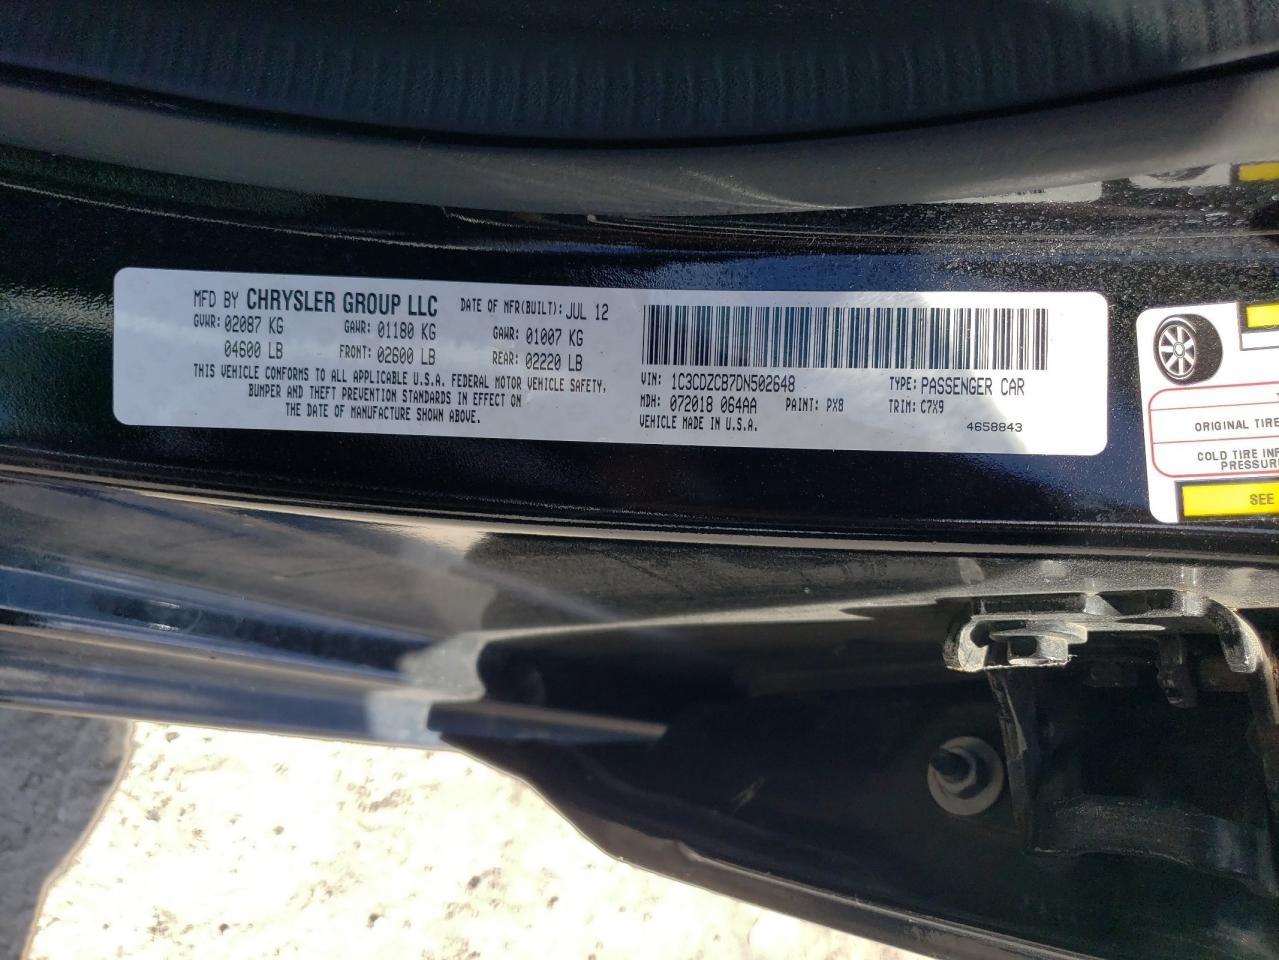 MFD BY CHRYSLER GROUP LLC DATE OF MFR(BUILT): JUL 12
GVWR: 02087 KG GAWR: 01180 KG GAWR: 01007 KG
04600 LB FRONT: 02600 LB REAR: 02220 LB
THIS VEHICLE CONFORMS TO ALL APPLICABLE U.S.A. FEDERAL MOTOR VEHICLE SAFETY,
BUMPER, AND THEFT PREVENTION STANDARDS IN EFFECT ON
THE DATE OF MANUFACTURE SHOWN ABOVE.
VIN: 1C3CDZCB7DN502648 TYPE: PASSENGER CAR
MDH: 072018 064AA PAINT: PX8 TRIM: C7X9
VEHICLE MADE IN U.S.A. 4658843
ORIGINAL TIRE
COLD TIRE INF
PRESSUR
SEE